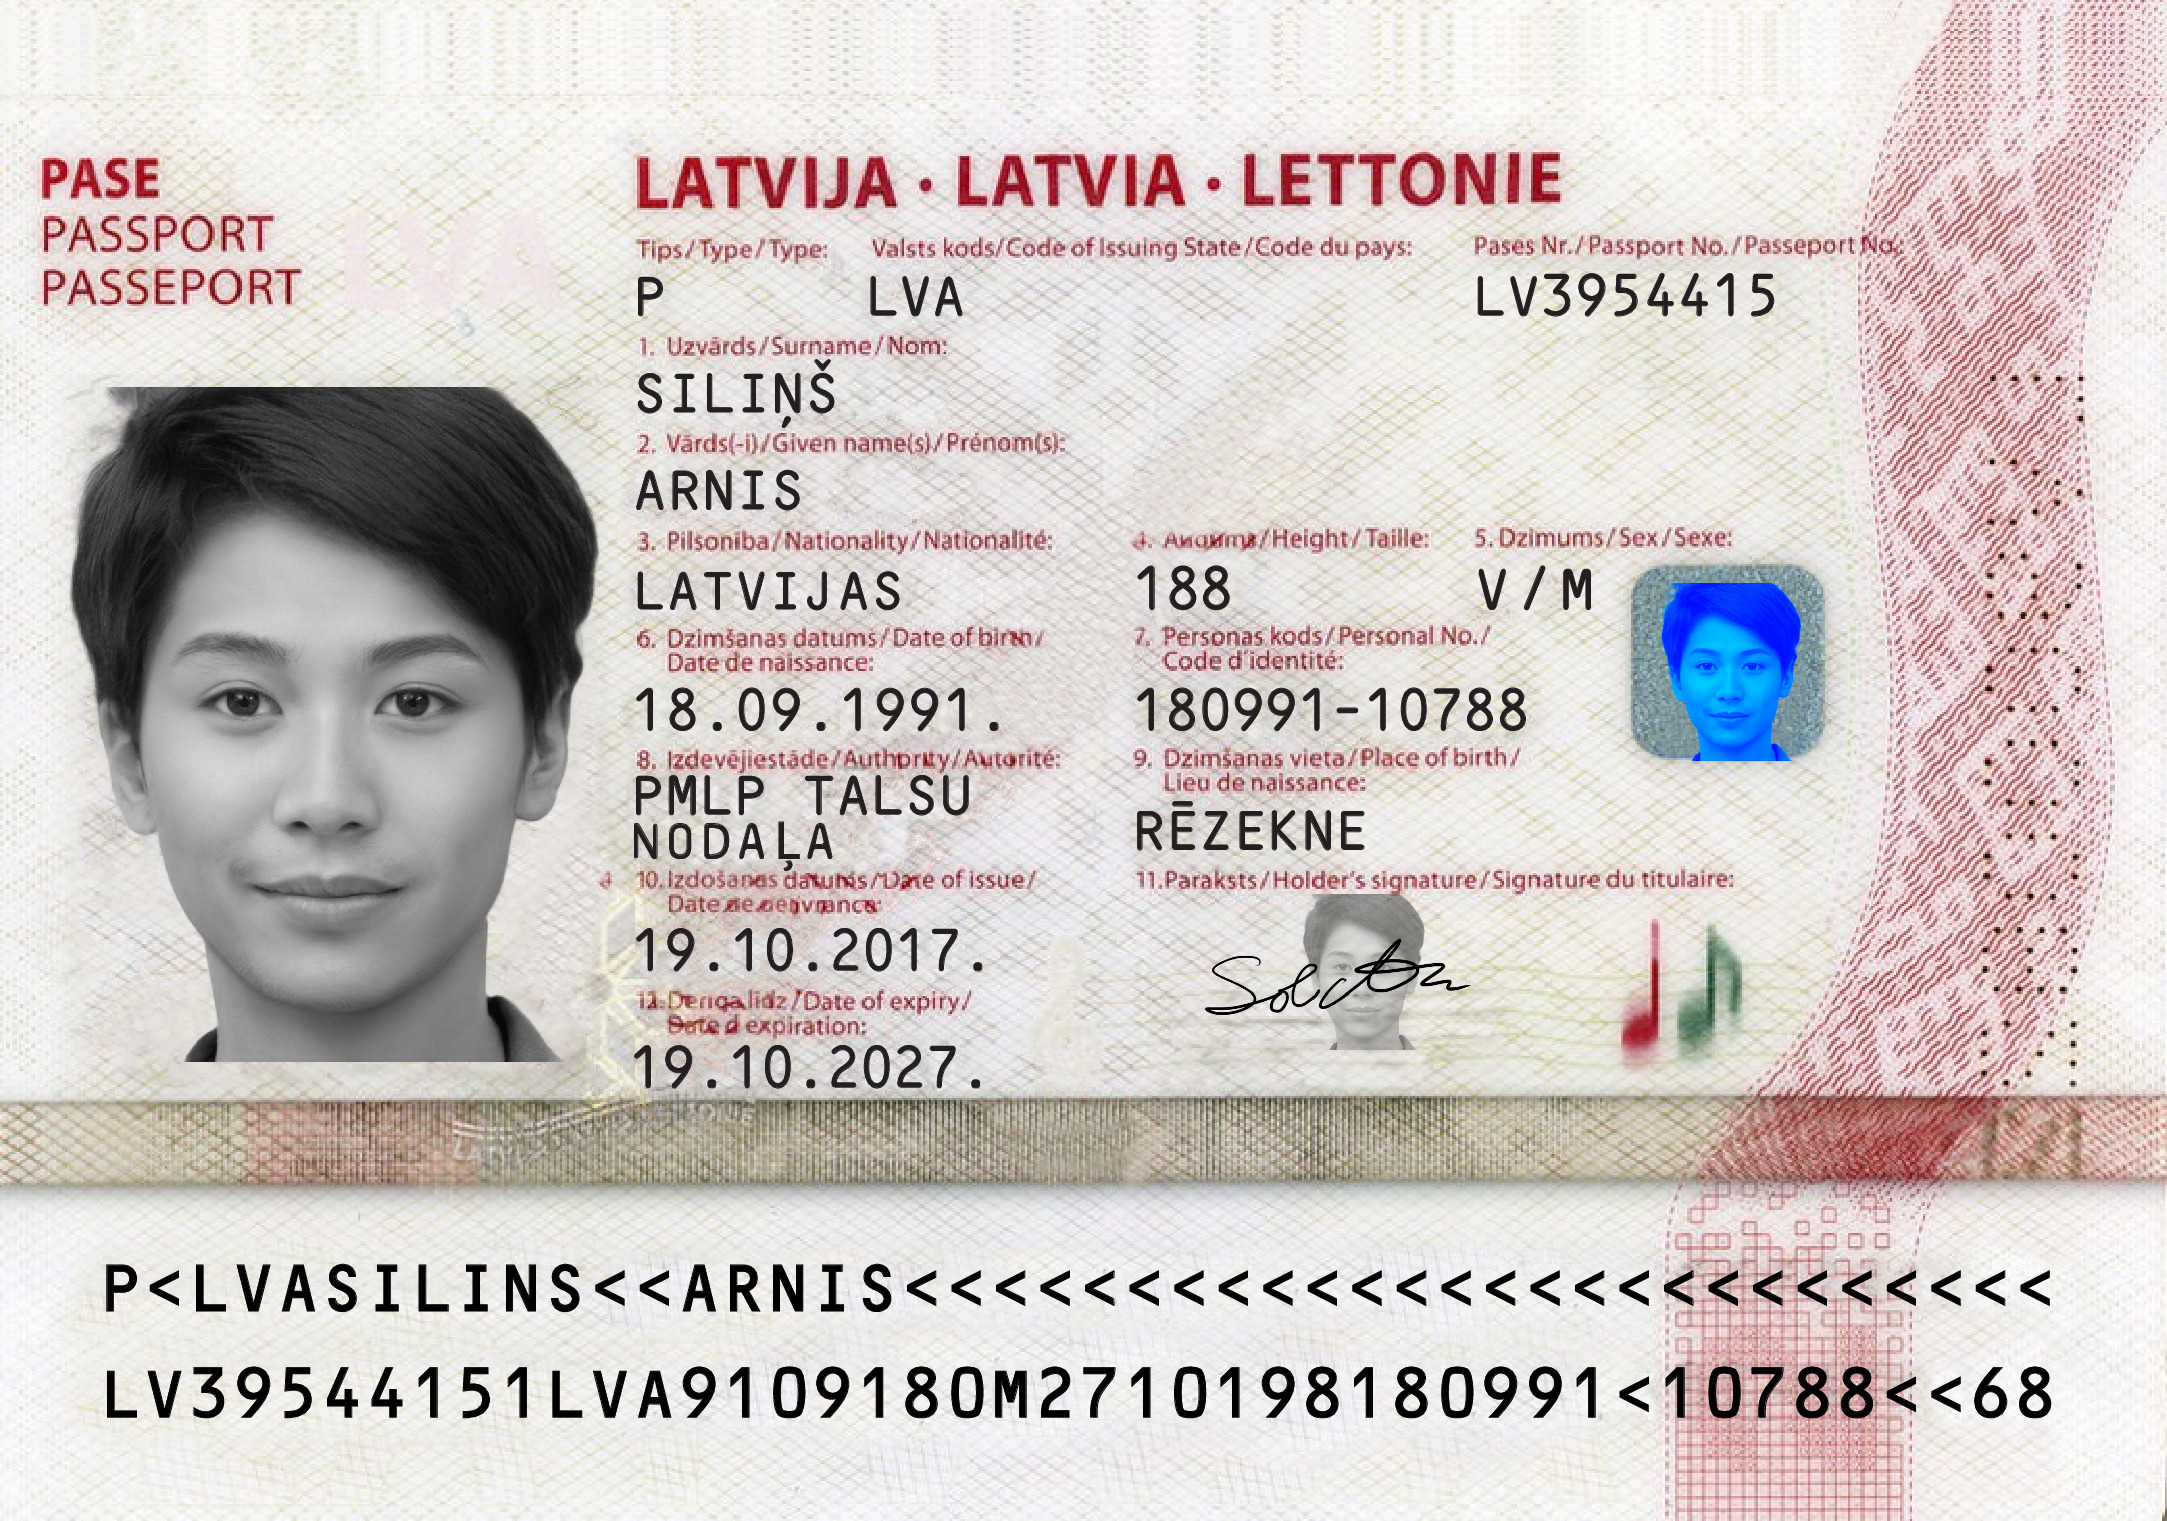 PASE
PASSPORT
PASSEPORT
LVA
LATVIJA · LATVIA · LETTONIE
Tips/Type/Type: Valsts kods/Code of Issuing State/Code du pays: Pases Nr./Passport No./Passeport No.:
P LVA LV3954415
1. Uzvārds/Surname/Nom:
SILIŅŠ
2. Vārds(-i)/Given name(s)/Prénom(s):
ARNIS
3. Pilsonība/Nationality/Nationalité: /Height/Taille: 5. Dzimums/Sex/Sexe:
LATVIJAS 188 V/M
6. Dzimšanas datums/Date of birth/ 7. Personas kods/Personal No./
Date de naissance: Code d'identité:
18.09.1991. 180991-10788
8. Izdevējiestāde/Authority/Autorité: 9. Dzimšanas vieta/Place of birth/
Lieu de naissance:
PMLP TALSU
NODAĻA
RĒZEKNE
10. Izdošanas datums/Date of issue/ 11. Paraksts/Holder's signature/Signature du titulaire:
Date
19.10.2017.
12. /Date of expiry/
Date d expiration:
19.10.2027.
P<LVASILINS<<ARNIS<<<<<<<<<<<<<<<<<<<<<<<<<<
LV39544151LVA9109180M2710198180991<10788<<68